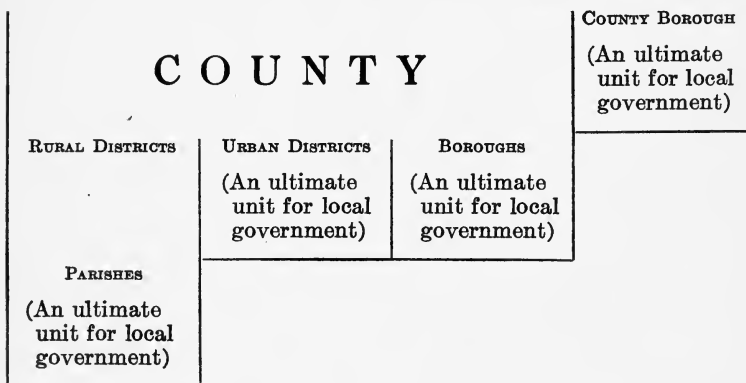 COUNTY BOROUGH
(An ultimate
unit for local
government)
COUNTY
RURAL DISTRICTS
URBAN DISTRICTS
(An ultimate
unit for local
government)
BOROUGHS
(An ultimate
unit for local
government)
PARISHES
(An ultimate
unit for local
government)